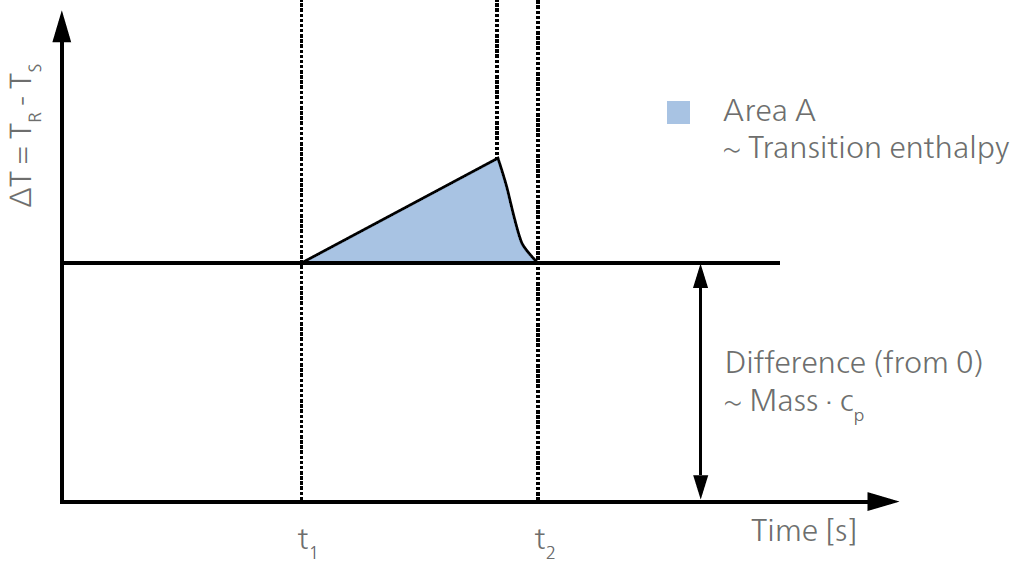 ΔT = T_R - T_S
Area A
~ Transition enthalpy
Difference (from 0)
~ Mass · c_p
t_1
t_2
Time [s]